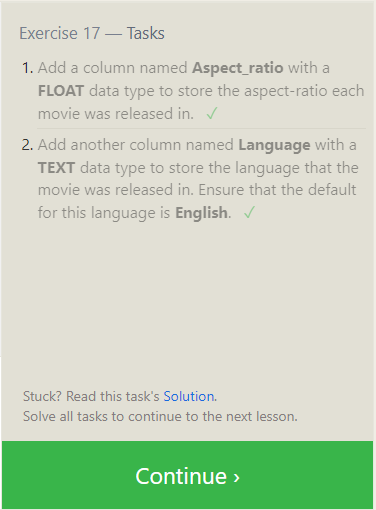 Exercise 17 — Tasks
1. Add a column named Aspect_ratio with a
FLOAT data type to store the aspect-ratio each
movie was released in. ✓
2. Add another column named Language with a
TEXT data type to store the language that the
movie was released in. Ensure that the default
for this language is English. ✓
Stuck? Read this task's Solution.
Solve all tasks to continue to the next lesson.
Continue ›